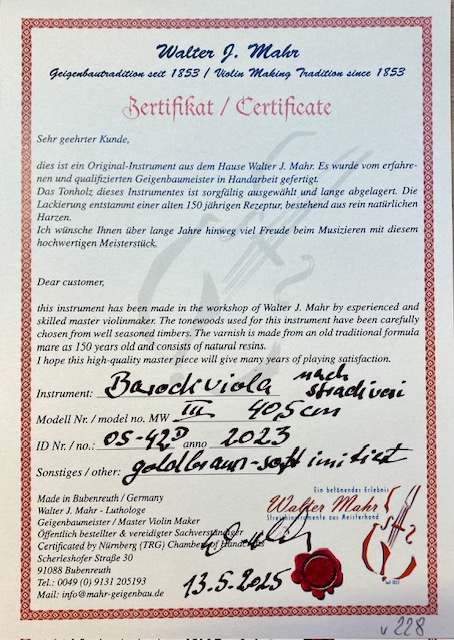 Walter J. Mahr
Geigenbautradition seit 1853 / Violin Making Tradition since 1853
Zertifikat / Certificate
Sehr geehrter Kunde,
dies ist ein Original-Instrument aus dem Hause Walter J. Mahr. Es wurde vom erfahre-
nen und qualifizierten Geigenbaumeister in Handarbeit gefertigt.
Das Tonholz dieses Instrumentes ist sorgfältig ausgewählt und lange abgelagert. Die
Lackierung entstammt einer alten 150 jährigen Rezeptur, bestehend aus rein natürlichen
Harzen.
Ich wünsche Ihnen über lange Jahre hinweg viel Freude beim Musizieren mit diesem
hochwertigen Meisterstück.
Dear customer,
this instrument has been made in the workshop of Walter J. Mahr by esperienced and
skilled master violinmaker. The tonewoods used for this instrument have been carefully
chosen from well seasoned timbers. The varnish is made from an old traditional formula
mare as 150 years old and consists of natural resins.
I hope this high-quality master piece will give many years of playing satisfaction.
Instrument: Barockviola nach Stradivari
Modell Nr. / model no. MW III 40,5cm
ID Nr. / no.: 05-42D anno 2023
Sonstiges / other: goldbraun-soft imitiert
Made in Bubenreuth / Germany
Walter J. Mahr - Luthologe
Geigenbaumeister / Master Violin Maker
Öffentlich bestellter & vereidigter Sachverständiger
Certificated by Nürnberg (TRG) Chamber of
Scherleshofer Straße 30
91088 Bubenreuth
Tel.: 0049 (0) 9131 205193
Mail: info@mahr-geigenbau.de
Ein betönendes Erlebnis
Walter Mahr
Streichinstrumente aus Meisterhand
13.5.2025
v 228